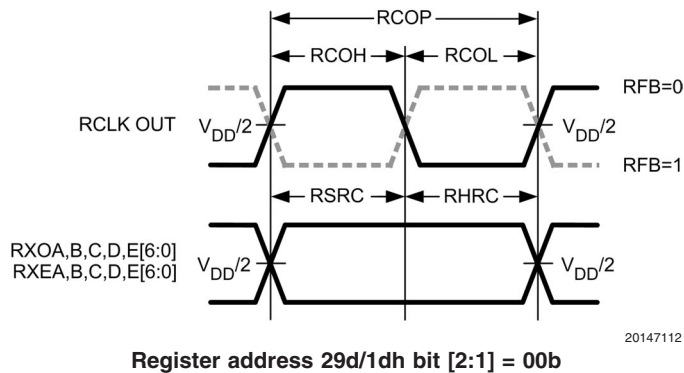 RCOP
RCOH RCOL
RFB=0
RCLK OUT VDD/2 VDD/2
RFB=1
RSRC RHRC
RXOA,B,C,D,E[6:0]
RXEA,B,C,D,E[6:0]
VDD/2 VDD/2
20147112
Register address 29d/1dh bit [2:1] = 00b